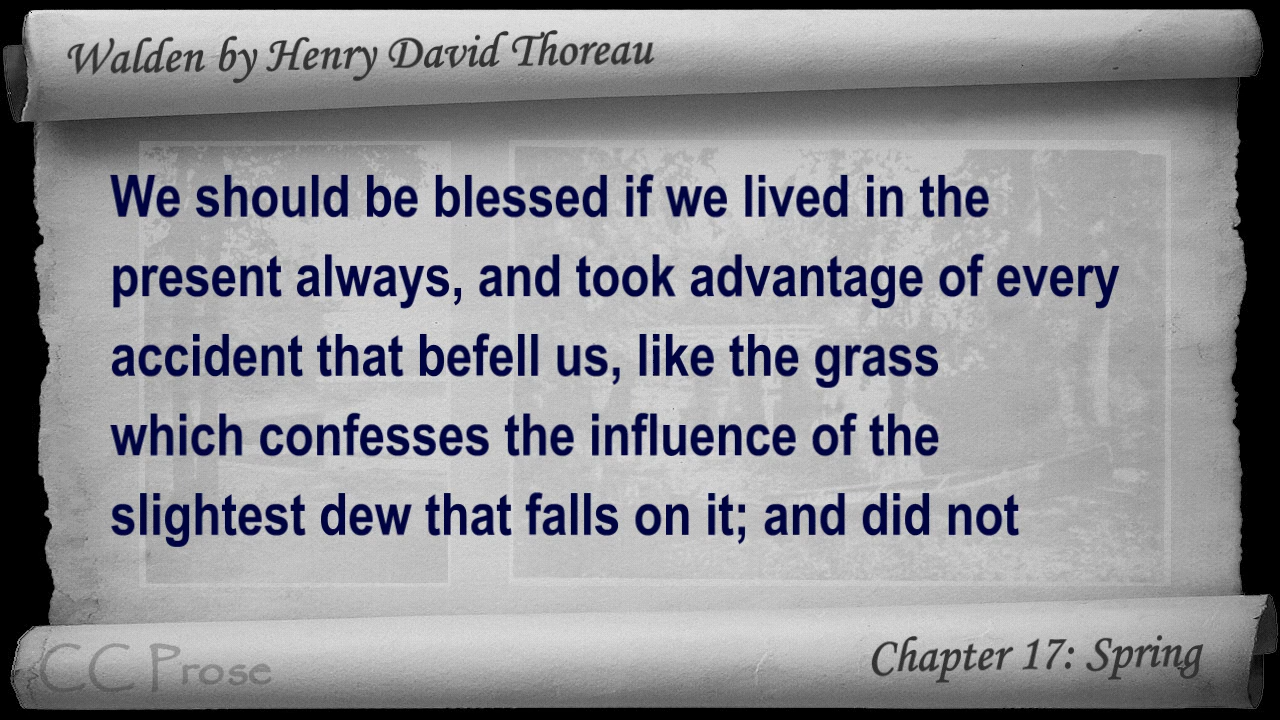 Walden by Henry David Thoreau
We should be blessed if we lived in the
present always, and took advantage of every
accident that befell us, like the grass
which confesses the influence of the
slightest dew that falls on it; and did not
CC Prose
Chapter 17: Spring